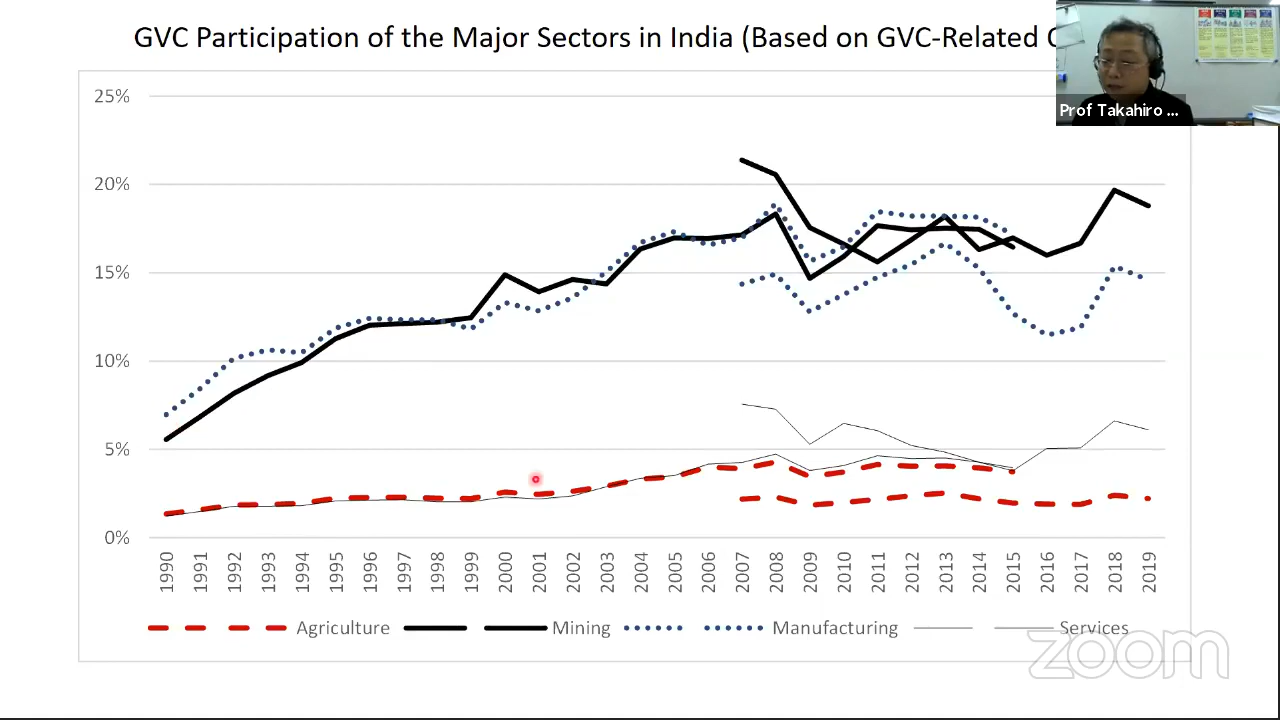 GVC Participation of the Major Sectors in India (Based on GVC-Related
Prof Takahiro ...
25%
20%
15%
10%
5%
0%
1990 1991 1992 1993 1994 1995 1996 1997 1998 1999 2000 2001 2002 2003 2004 2005 2006 2007 2008 2009 2010 2011 2012 2013 2014 2015 2016 2017 2018 2019
Agriculture Mining Manufacturing Services
zoom